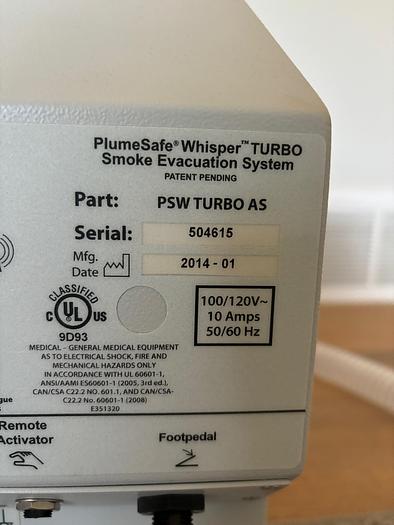 PlumeSafe® Whisper™ TURBO
Smoke Evacuation System
PATENT PENDING
Part: PSW TURBO AS
Serial: 504615
Mfg.
Date 2014 - 01
CLASSIFIED
C UL US
9D93
100/120V~
10 Amps
50/60 Hz
MEDICAL – GENERAL MEDICAL EQUIPMENT
AS TO ELECTRICAL SHOCK, FIRE AND
MECHANICAL HAZARDS ONLY
IN ACCORDANCE WITH UL 60601-1,
ANSI/AAMI ES60601-1 (2005, 3rd ed.),
CAN/CSA C22.2 NO. 601.1, AND CAN/CSA-
C22.2 No. 60601-1 (2008)
E351320
Remote
Activator
Footpedal